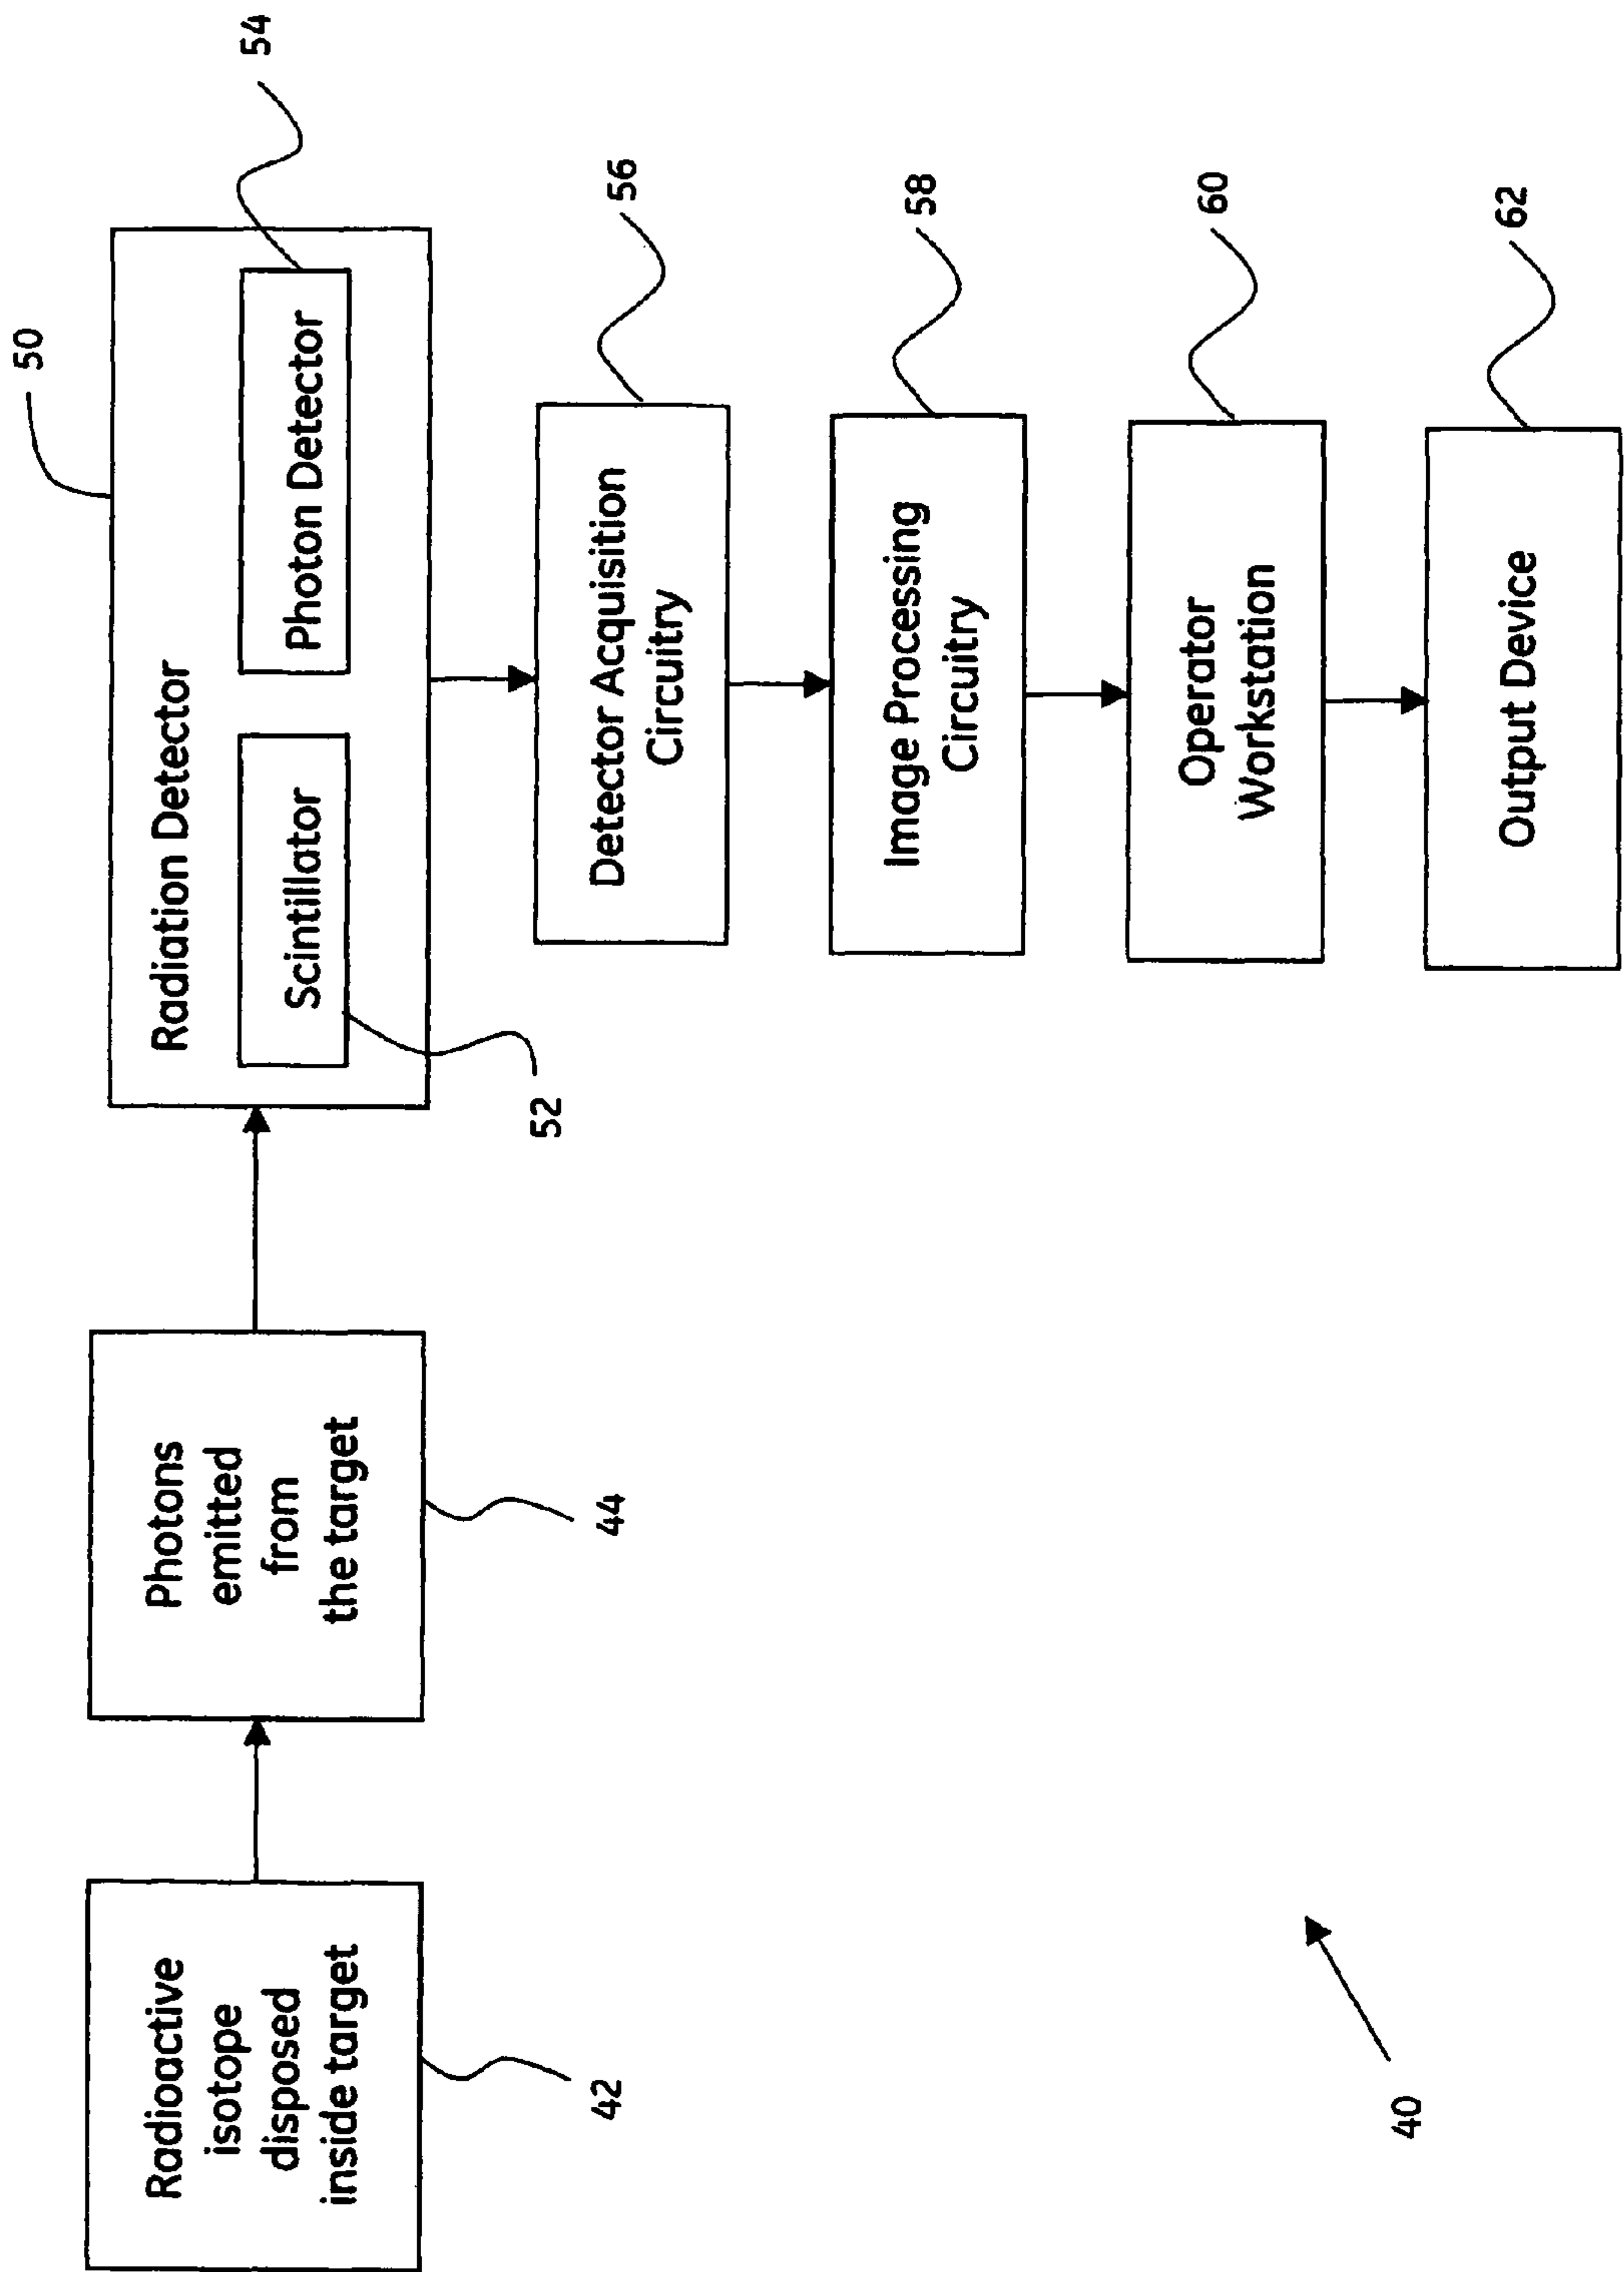 Radioactive
isotope
disposed
inside target
42
Photons
emitted
from
the target
44
50
Radiation Detector
Scintillator
52
Photon Detector
54
Detector Acquisition
Circuitry
56
Image Processing
Circuitry
58
Operator
Workstation
60
Output Device
62
40